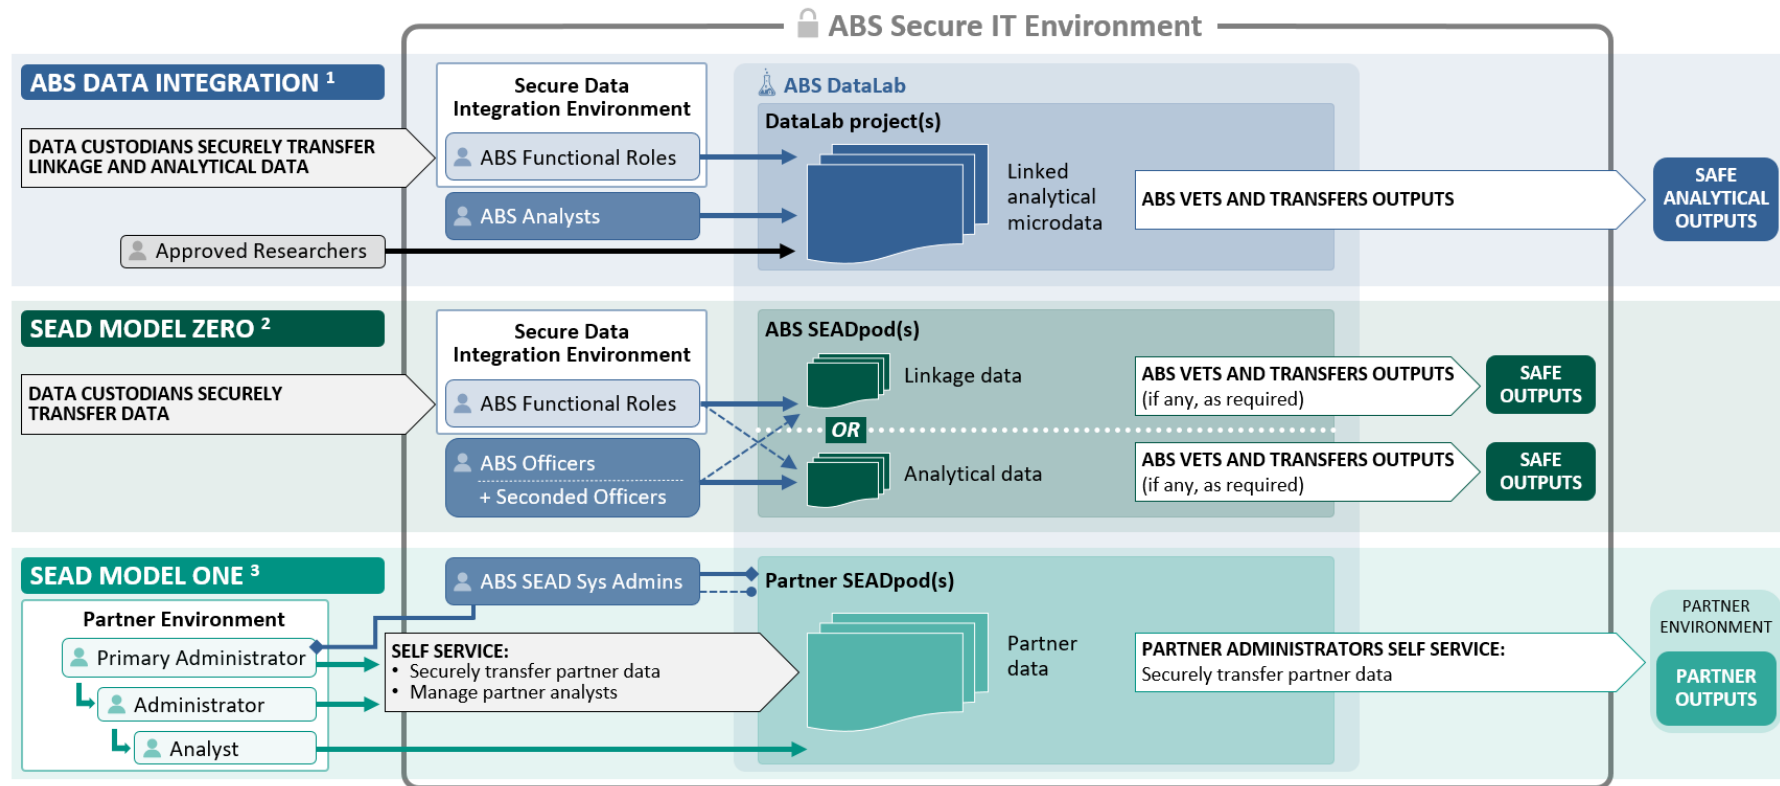 ABS Secure IT Environment
ABS DATA INTEGRATION 1
DATA CUSTODIANS SECURELY TRANSFER
LINKAGE AND ANALYTICAL DATA
Secure Data
Integration Environment
ABS Functional Roles
ABS Analysts
Approved Researchers
ABS DataLab
DataLab project(s)
Linked
analytical
microdata
ABS VETS AND TRANSFERS OUTPUTS
SAFE
ANALYTICAL
OUTPUTS
SEAD MODEL ZERO 2
DATA CUSTODIANS SECURELY
TRANSFER DATA
Secure Data
Integration Environment
ABS Functional Roles
ABS Officers
+ Seconded Officers
ABS SEADpod(s)
Linkage data
OR
Analytical data
ABS VETS AND TRANSFERS OUTPUTS
(if any, as required)
SAFE
OUTPUTS
ABS VETS AND TRANSFERS OUTPUTS
(if any, as required)
SAFE
OUTPUTS
SEAD MODEL ONE 3
Partner Environment
Primary Administrator
Administrator
Analyst
ABS SEAD Sys Admins
SELF SERVICE:
• Securely transfer partner data
• Manage partner analysts
Partner SEADpod(s)
Partner
data
PARTNER ADMINISTRATORS SELF SERVICE:
Securely transfer partner data
PARTNER
ENVIRONMENT
PARTNER
OUTPUTS